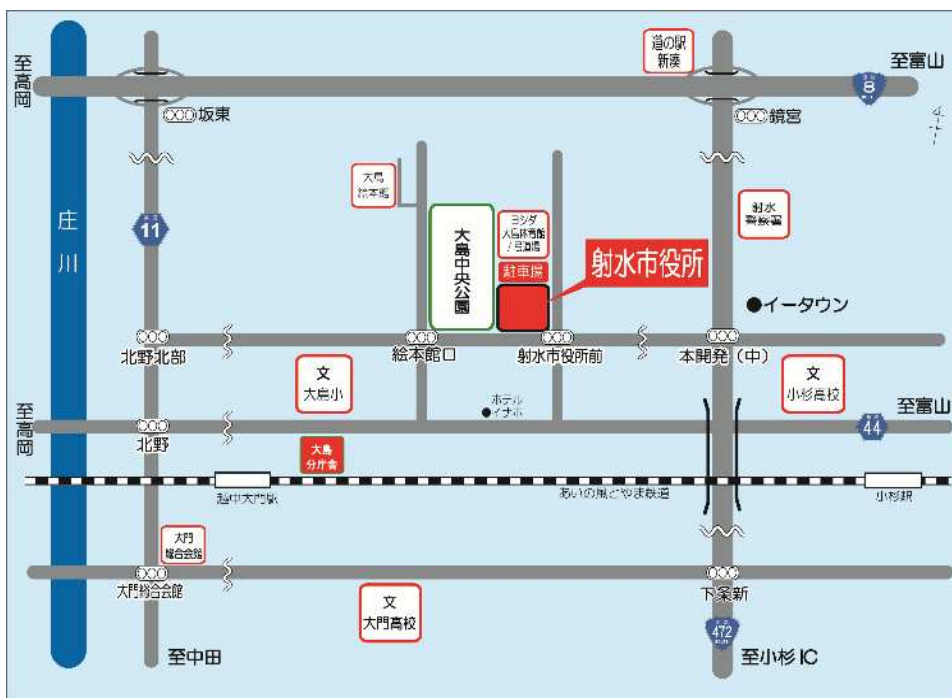 至高岡
道の駅
新湊
至富山
8
坂東
鏡宮
大島
絵本館
ヨシダ
大島体育館
/弓道場
射水
警察署
庄川
11
大島中央公園
駐車場
射水市役所
●イータウン
北野北部
絵本館口
射水市役所前
本開発(中)
文
大島小
ホテル
●イナホ
文
小杉高校
至富山
至高岡
北野
44
大島
分庁舎
越中大門駅
あいの風とやま鉄道
小杉駅
大門
総合会館
大門総合会館
下条新
文
大門高校
472
至中田
至小杉IC